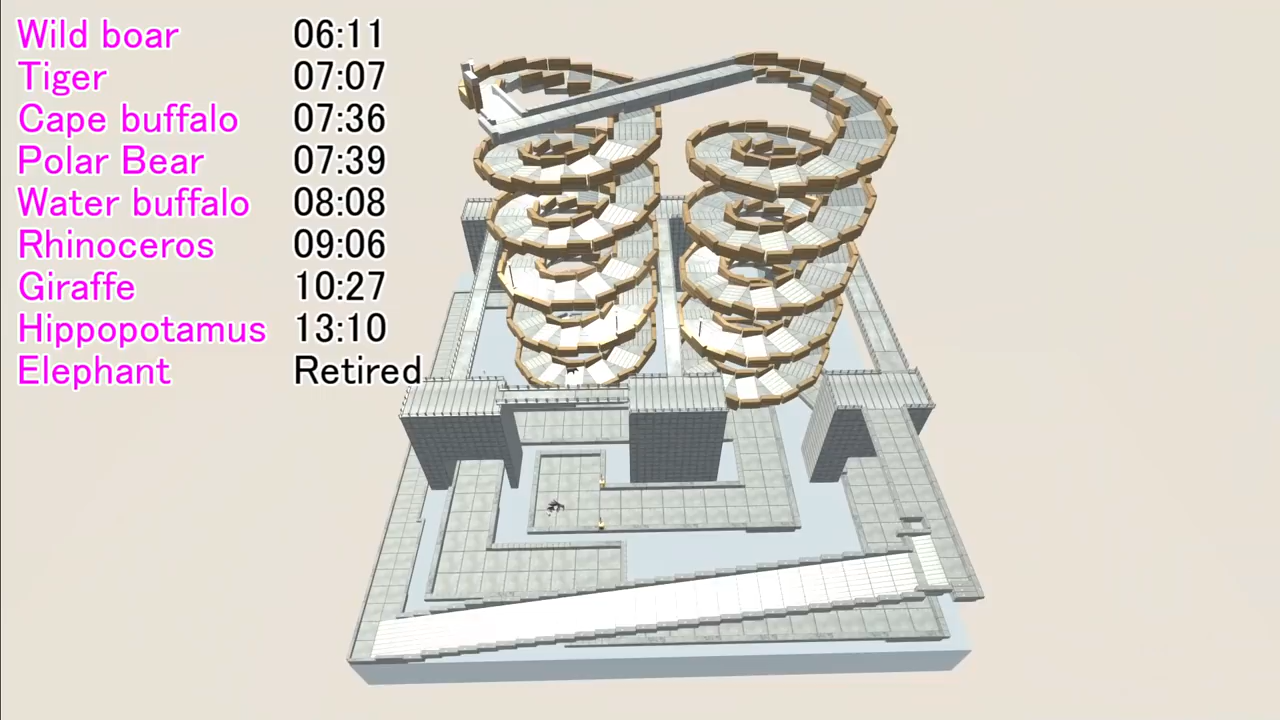 Wild boar 06:11
Tiger 07:07
Cape buffalo 07:36
Polar Bear 07:39
Water buffalo 08:08
Rhinoceros 09:06
Giraffe 10:27
Hippopotamus 13:10
Elephant Retired